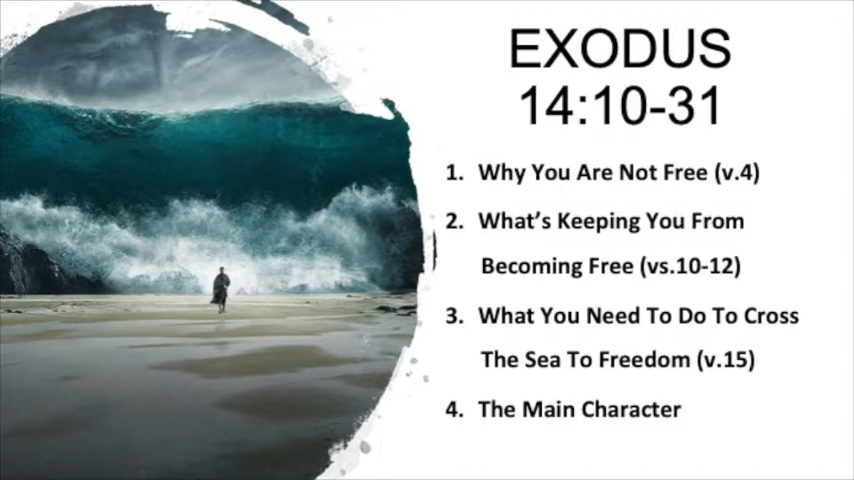 EXODUS
14:10-31
1. Why You Are Not Free (v.4)
2. What’s Keeping You From
Becoming Free (vs.10-12)
3. What You Need To Do To Cross
The Sea To Freedom (v.15)
4. The Main Character